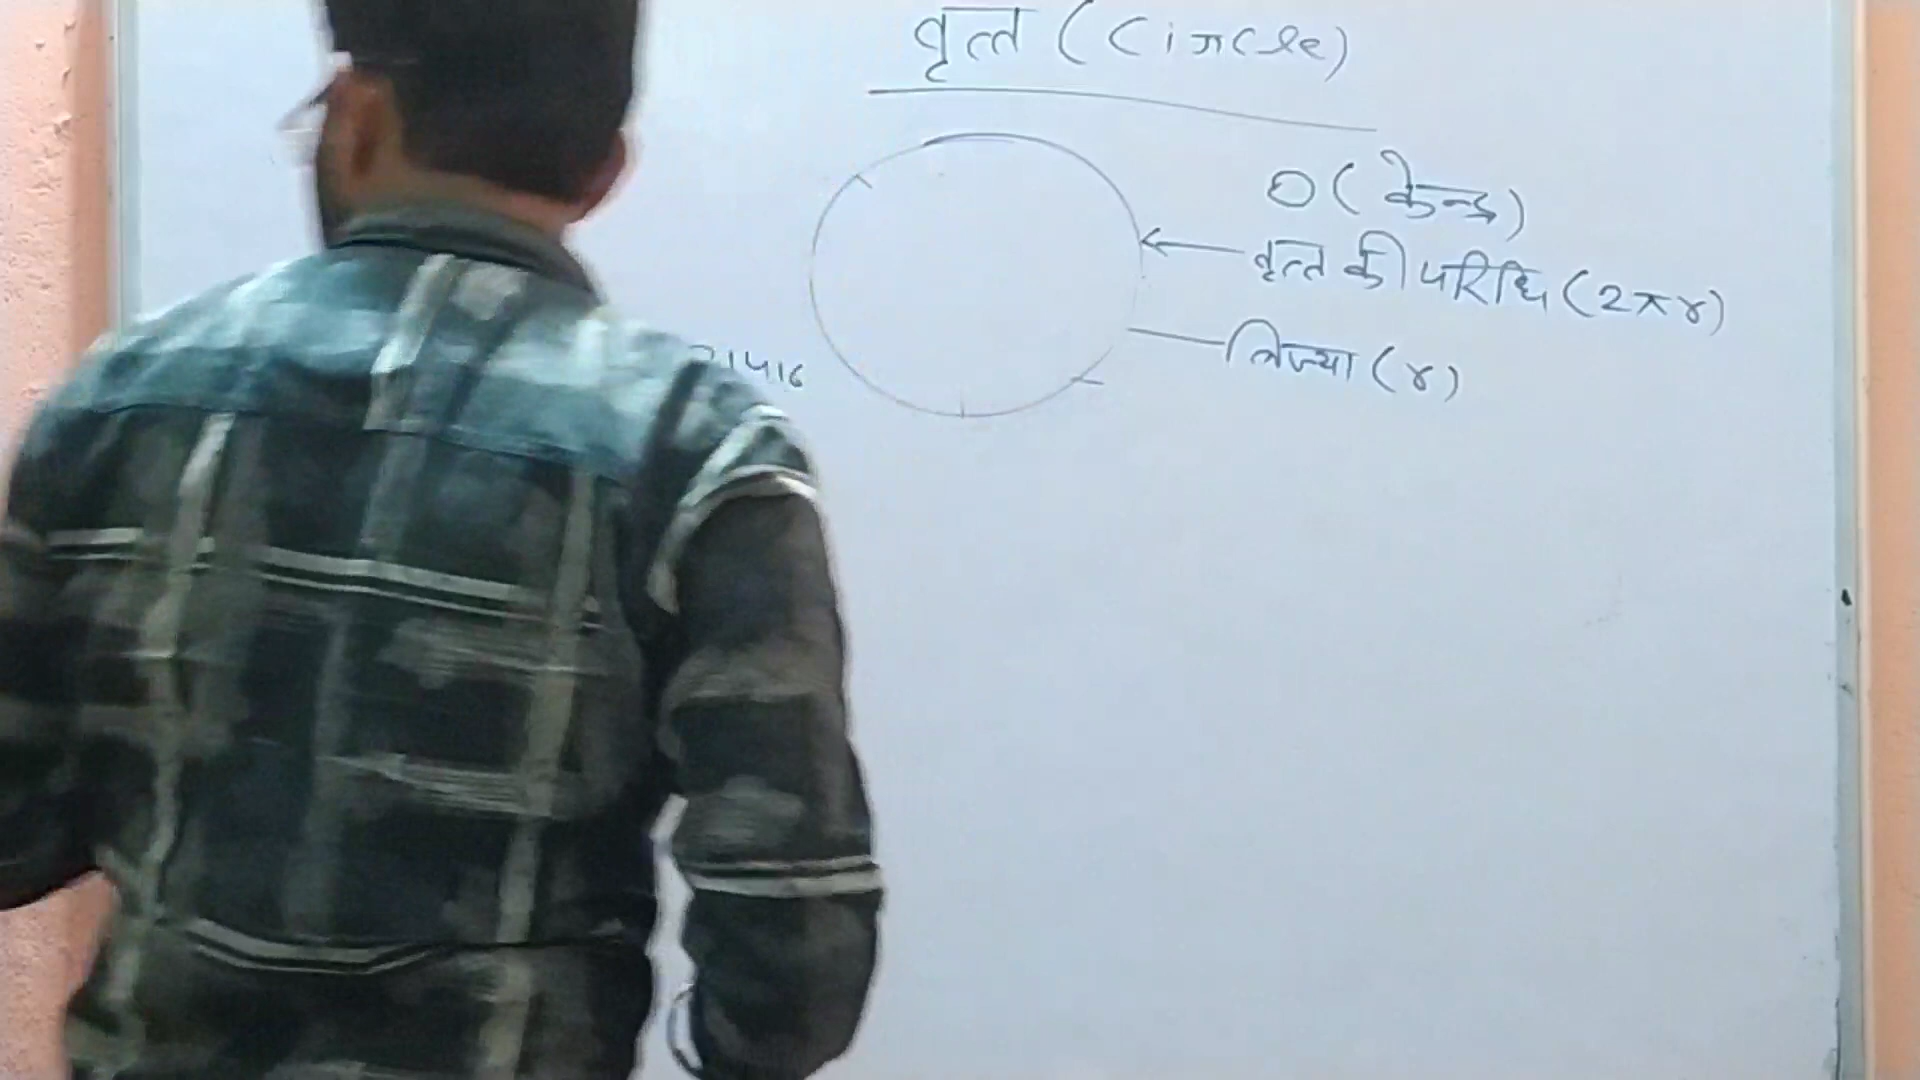 वृत्त (Circle)
O (केन्द्र)
वृत्त की परिधि (2πr)
त्रिज्या (r)